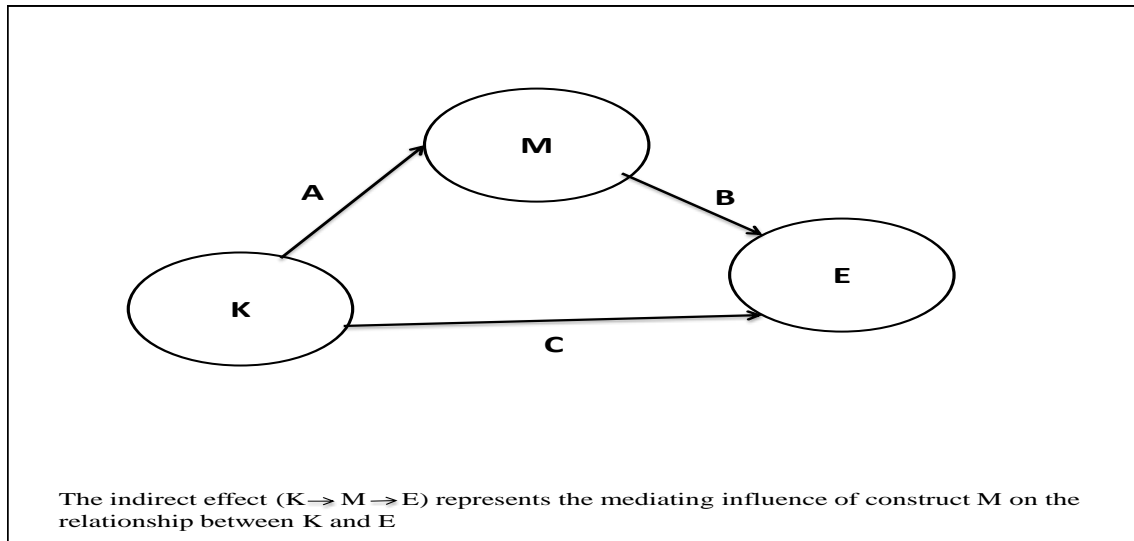 M
A
B
E
K
C
The indirect effect (K→ M→E) represents the mediating influence of construct M on the
relationship between K and E